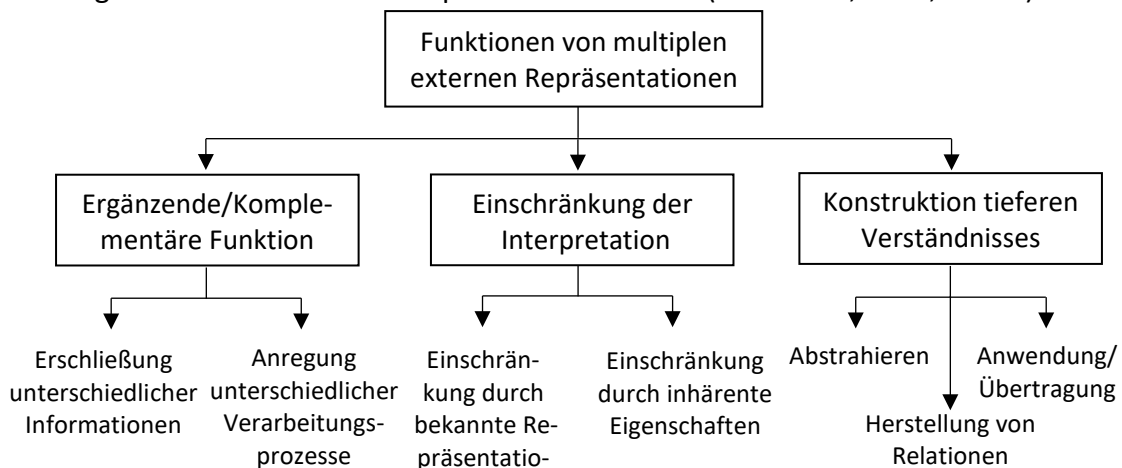 Funktionen von multiplen
externen Repräsentationen
Ergänzende/Komple-
mentäre Funktion
Einschränkung der
Interpretation
Konstruktion tieferen
Verständnisses
Erschließung
unterschiedlicher
Informationen
Anregung
unterschiedlicher
Verarbeitungs-
prozesse
Einschrän-
kung durch
bekannte Re-
präsentatio-
Einschränkung
durch inhärente
Eigenschaften
Abstrahieren
Herstellung von
Relationen
Anwendung/
Übertragung